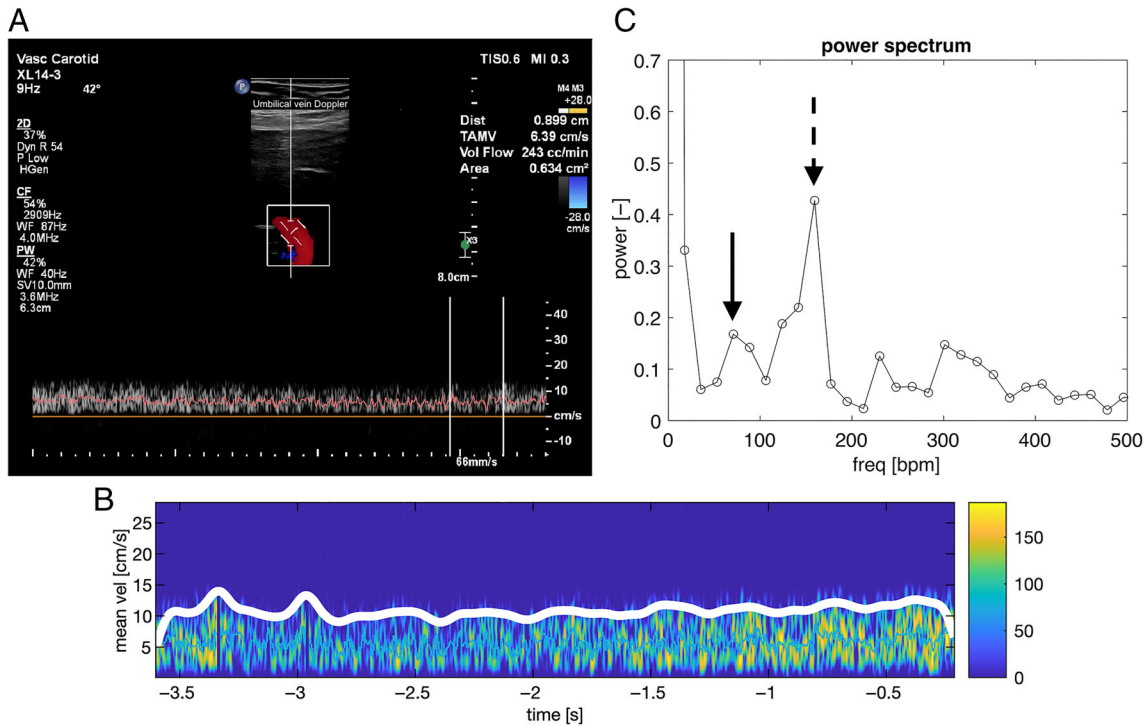 A
Vasc Carotid
XL14-3
9Hz 42°
TIS0.6 MI 0.3
P
Umbilical vein Doppler
M4 M3
+28.0
2D
37%
Dyn R 54
P Low
HGen
Dist 0.899 cm
TAMV 6.39 cm/s
Vol Flow 243 cc/min
Area 0.634 cm²
CF
54%
2909Hz
WF 87Hz
4.0MHz
-28.0
cm/s
PW
42%
WF 40Hz
SV10.0mm
3.6MHz
6.3cm
X3
8.0cm
40
30
20
10
cm/s
-10
66mm/s
C
power spectrum
0.7
0.6
0.5
0.4
0.3
0.2
0.1
0
power [–]
0 100 200 300 400 500
freq [bpm]
B
25
20
15
10
5
mean vel [cm/s]
−3.5 −3 −2.5 −2 −1.5 −1 −0.5
time [s]
150
100
50
0